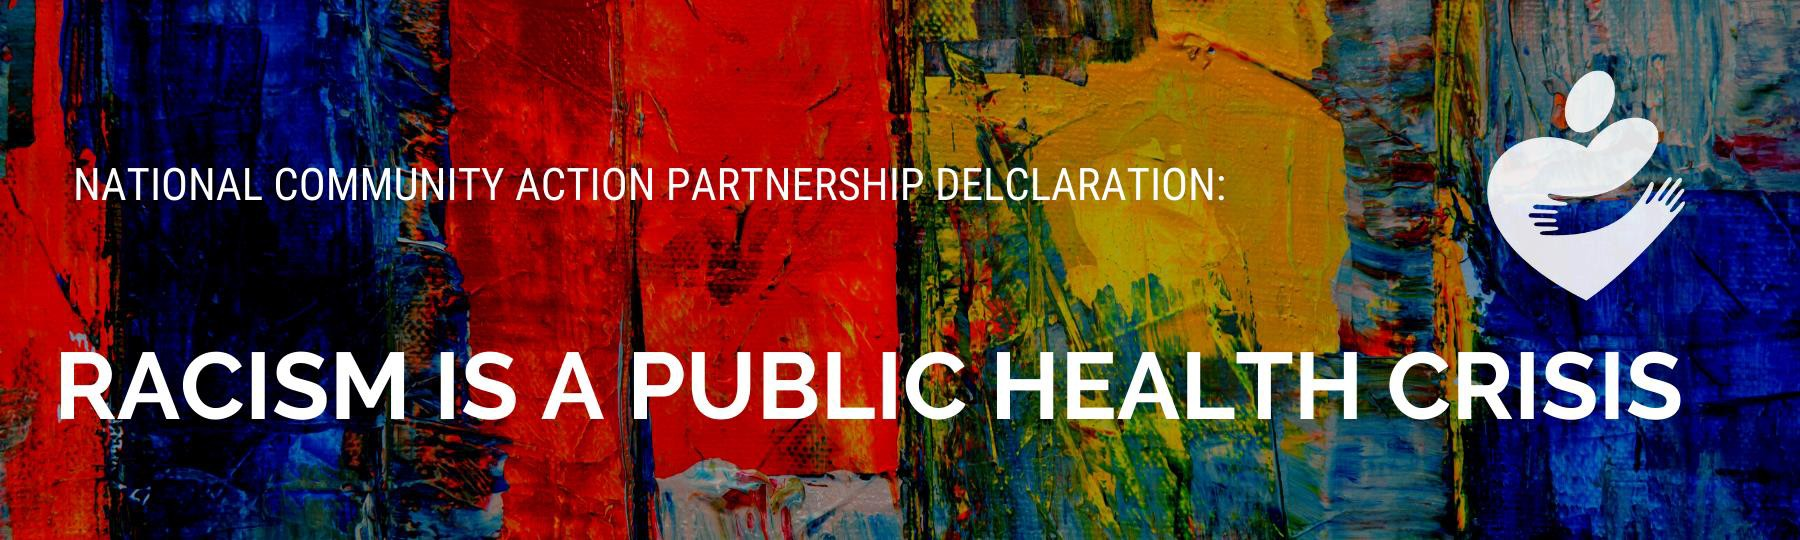 NATIONAL COMMUNITY ACTION PARTNERSHIP DELCLARATION:
RACISM IS A PUBLIC HEALTH CRISIS